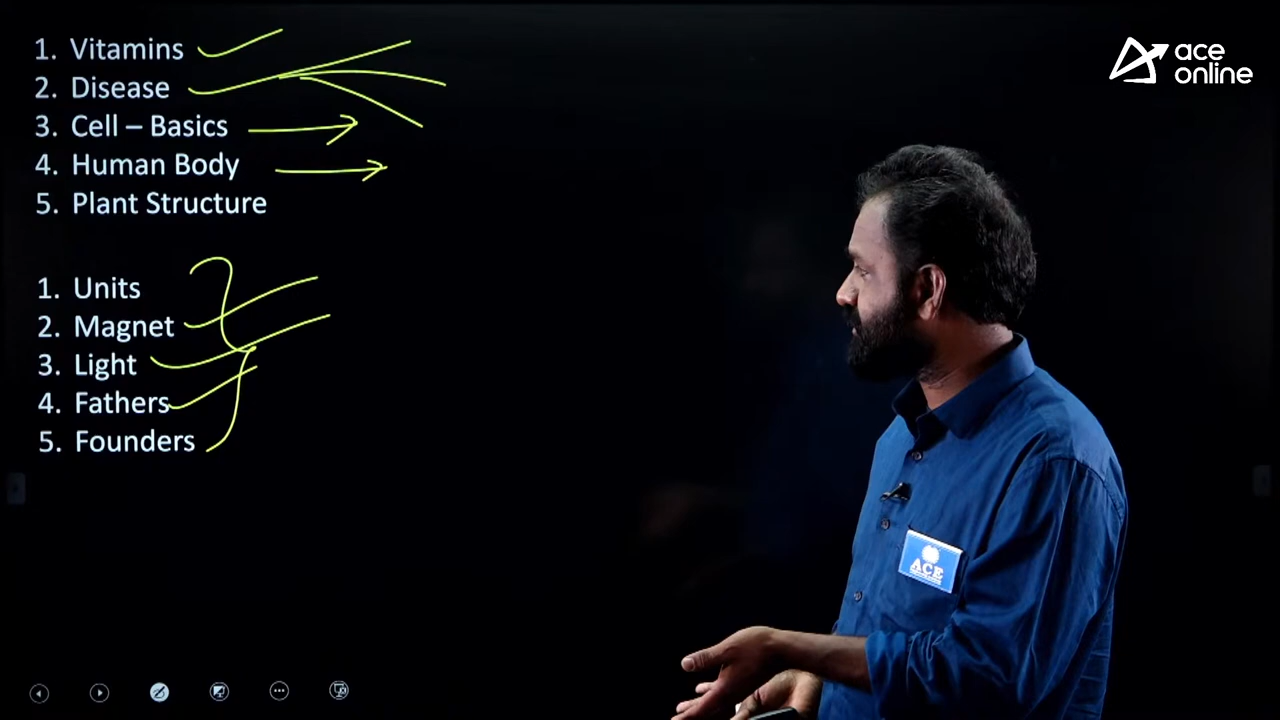 1. Vitamins
2. Disease
3. Cell – Basics
4. Human Body
5. Plant Structure
1. Units
2. Magnet
3. Light
4. Fathers
5. Founders
ace
online
ACE